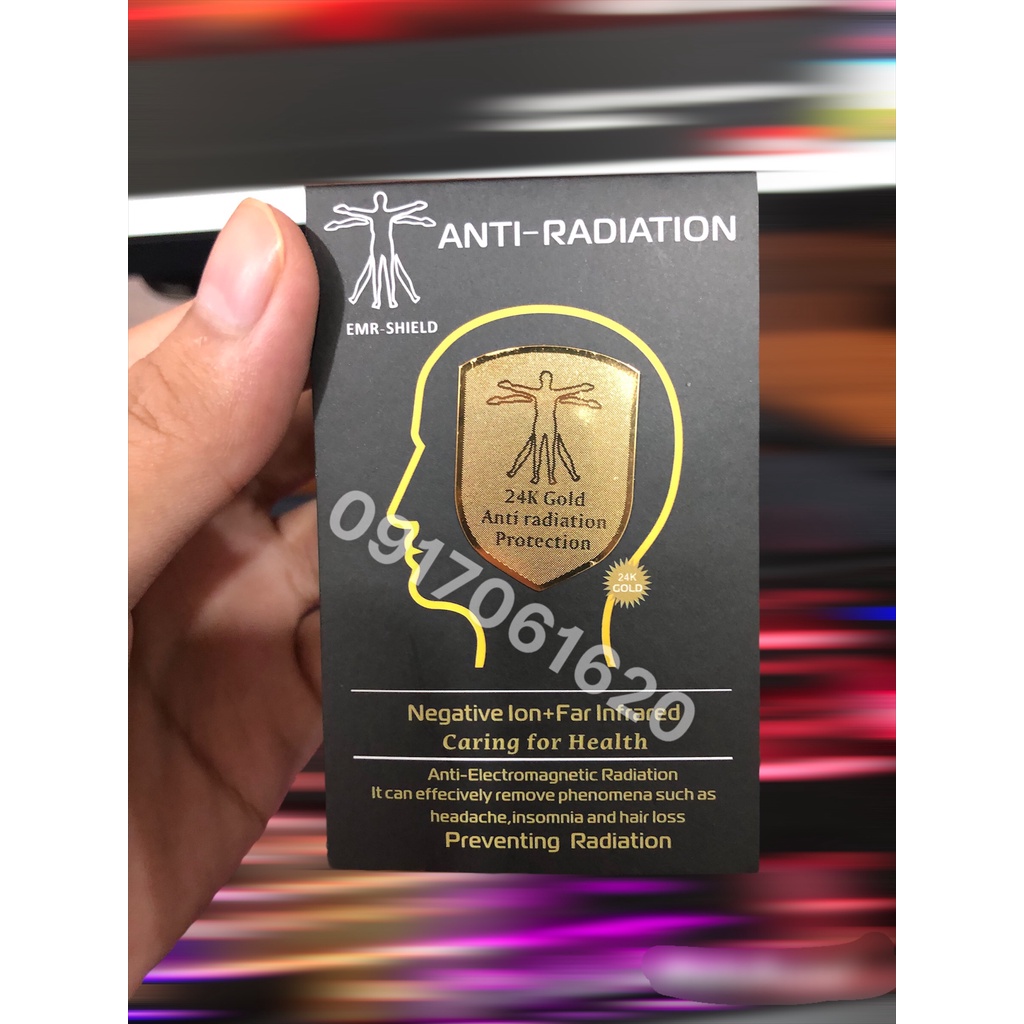 ANTI-RADIATION
EMR-SHIELD
24K Gold
Anti radiation
Protection
24K
GOLD
0917061620
Negative Ion+Far Infrared
Caring for Health
Anti-Electromagnetic Radiation
It can effecively remove phenomena such as
headache,insomnia and hair loss
Preventing Radiation